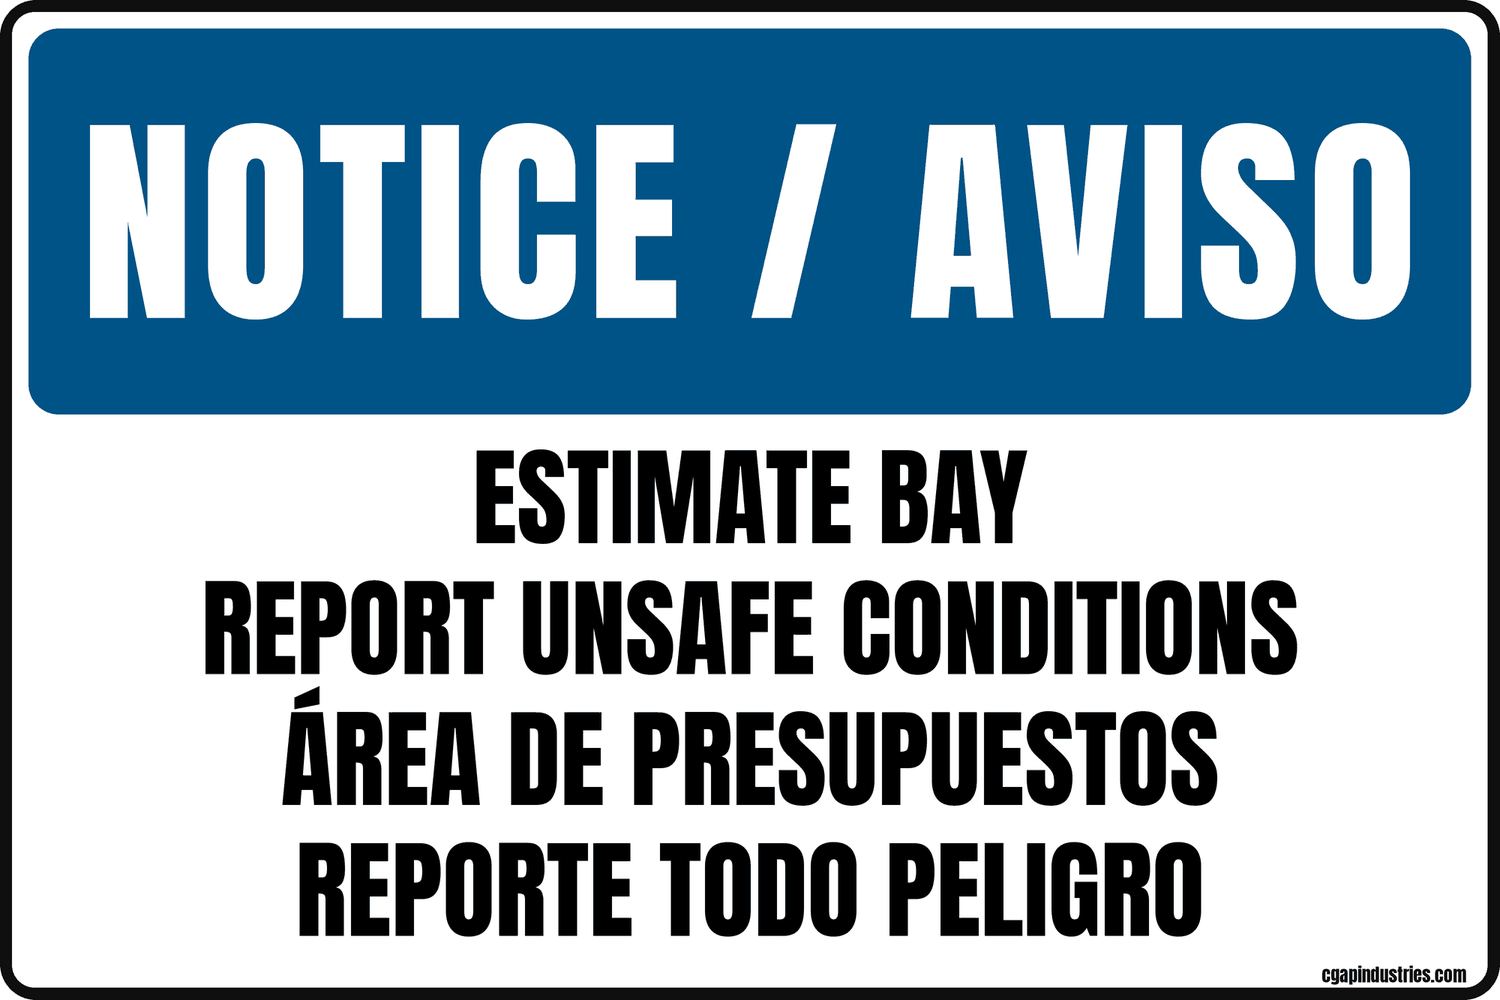 NOTICE / AVISO
ESTIMATE BAY
REPORT UNSAFE CONDITIONS
ÁREA DE PRESUPUESTOS
REPORTE TODO PELIGRO
cgapindustries.com